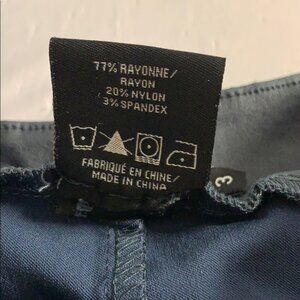 77% RAYONNE/
RAYON
20% NYLON
3% SPANDEX
FABRIQUÉ EN CHINE/
MADE IN CHINA
3